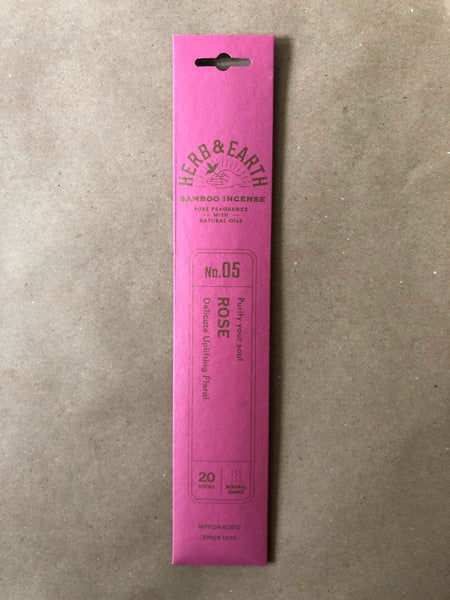 HERB & EARTH
BAMBOO INCENSE
PURE FRAGRANCE
WITH
NATURAL OILS
No.05
Purify your soul
ROSE
Delicate Uplifting Floral
20
STICKS
NORMAL
SMOKE
NIPPON KODO
SINCE 1575